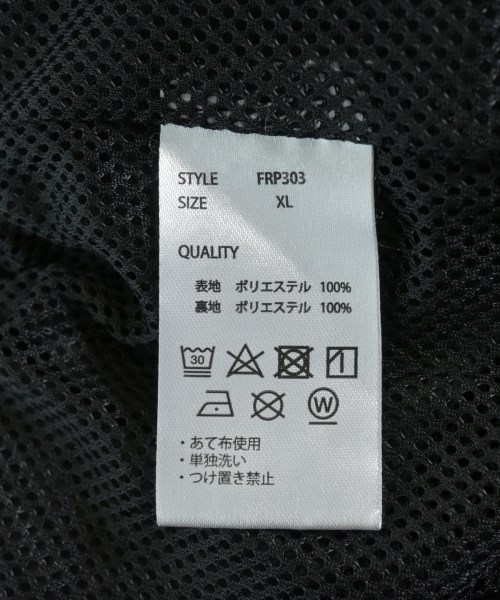 STYLE FRP303
SIZE XL
QUALITY
表地 ポリエステル 100%
裏地 ポリエステル 100%
30
W
・あて布使用
・単独洗い
・つけ置き禁止